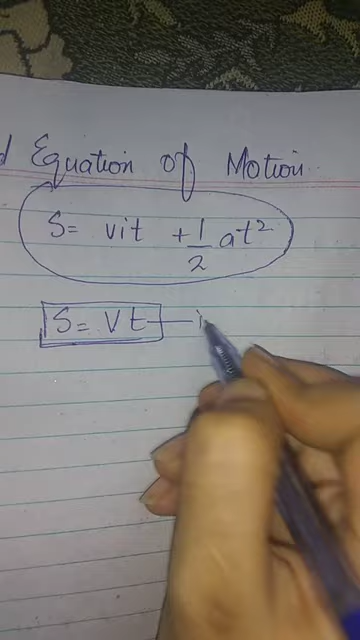 Equation of Motion
S= vit + 1/2 at²
S= Vt — i